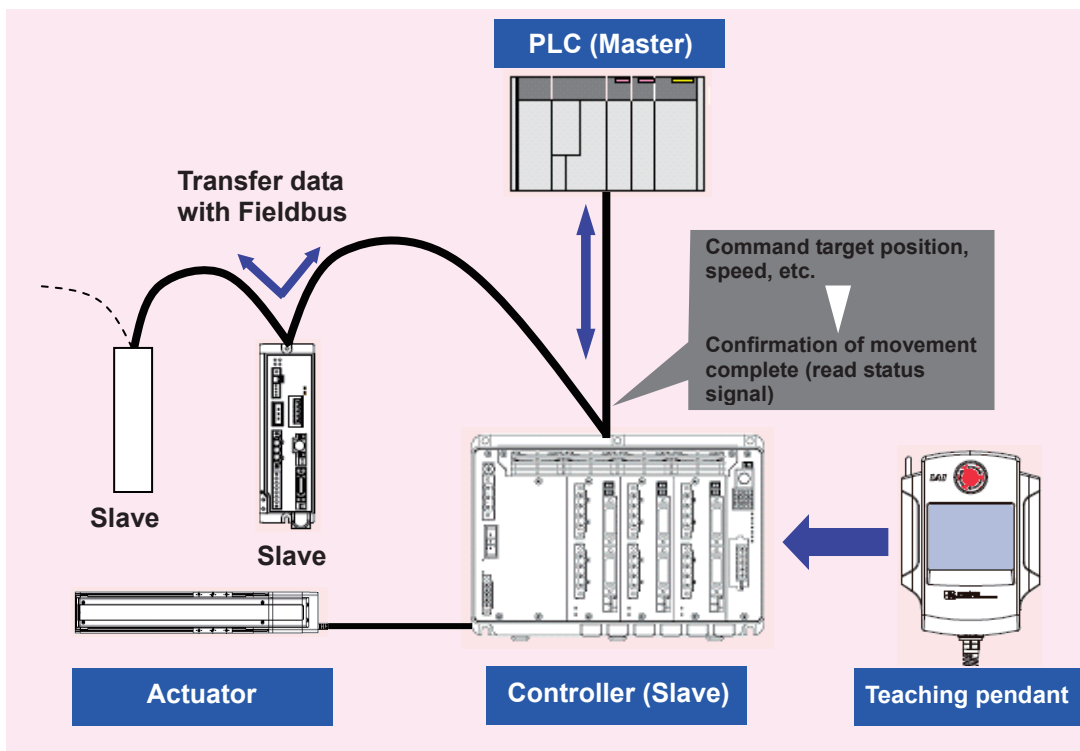 PLC (Master)
Transfer data
with Fieldbus
Command target position,
speed, etc.
Confirmation of movement
complete (read status
signal)
Slave
Slave
IAI
Actuator
Controller (Slave)
Teaching pendant